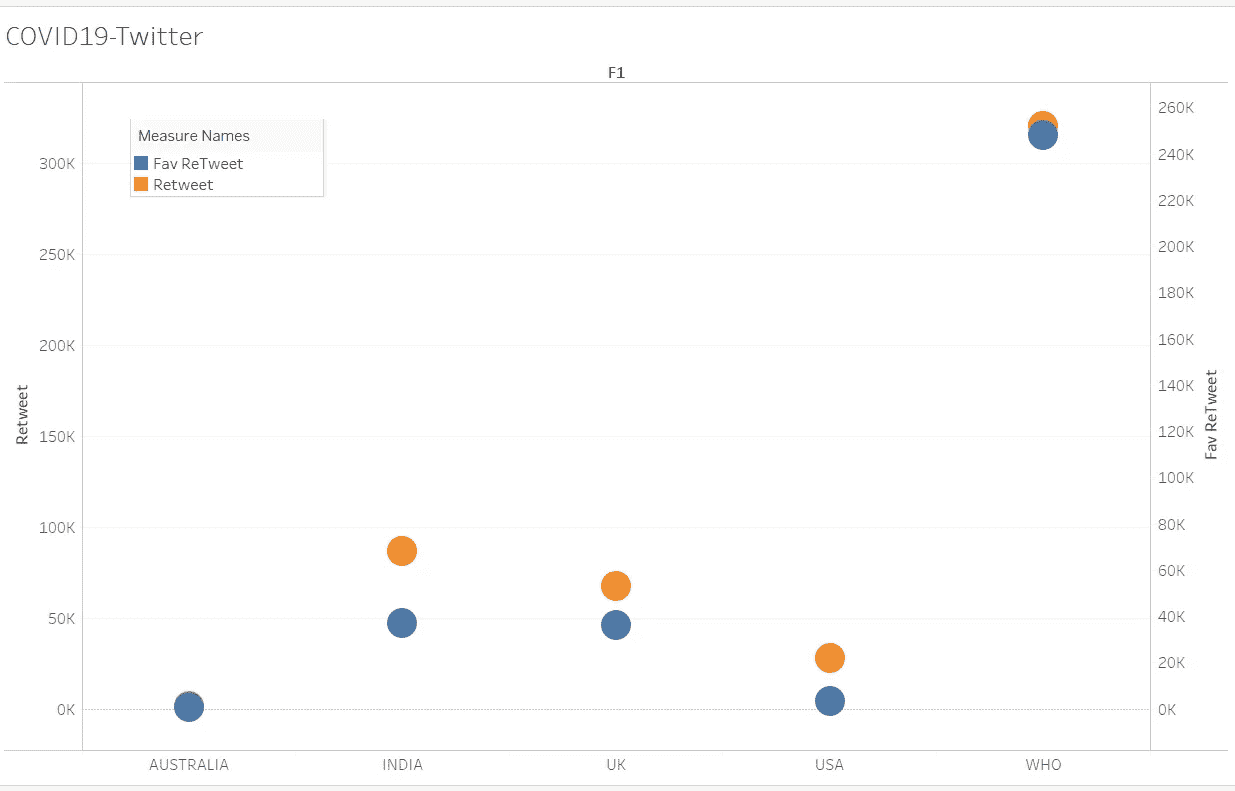 COVID19-Twitter
F1
Measure Names
Fav ReTweet
Retweet
Retweet
300K
250K
200K
150K
100K
50K
0K
260K
240K
220K
200K
180K
160K
140K
120K
100K
80K
60K
40K
20K
0K
Fav ReTweet
AUSTRALIA INDIA UK USA WHO